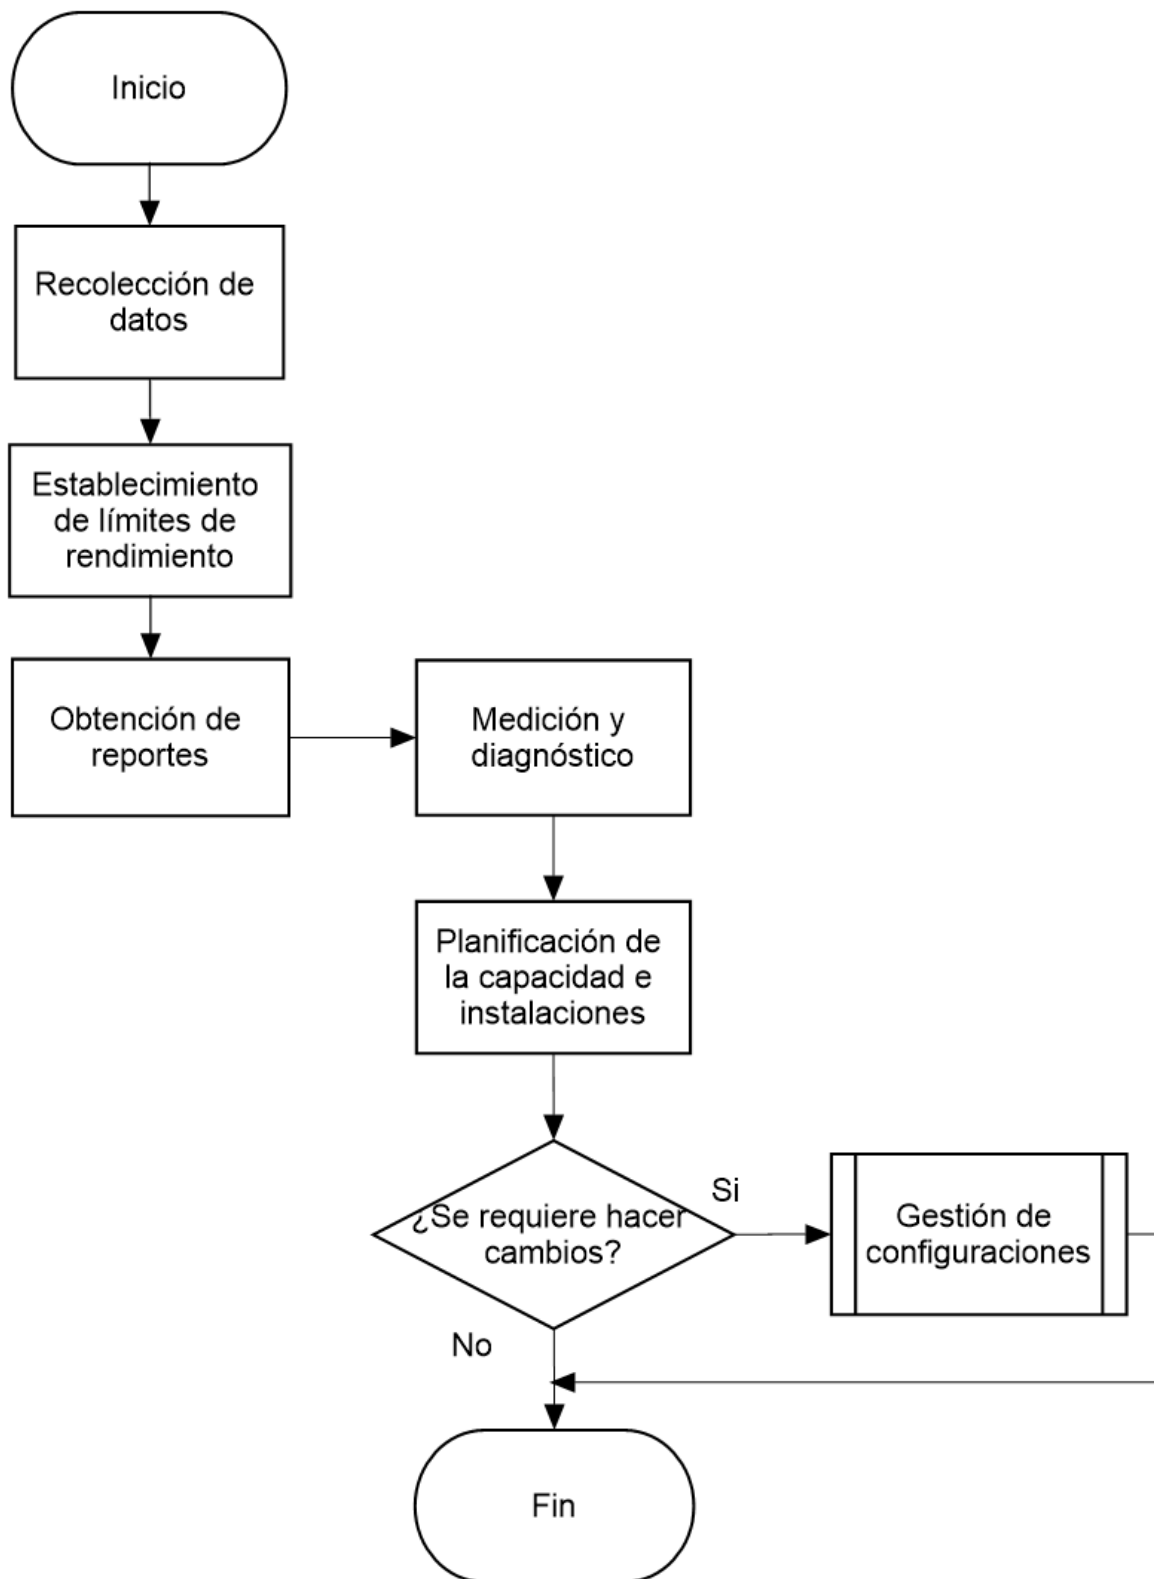 Inicio
Recolección de
datos
Establecimiento
de límites de
rendimiento
Obtención de
reportes
Medición y
diagnóstico
Planificación de
la capacidad e
instalaciones
¿Se requiere hacer
cambios?
Si
Gestión de
configuraciones
No
Fin